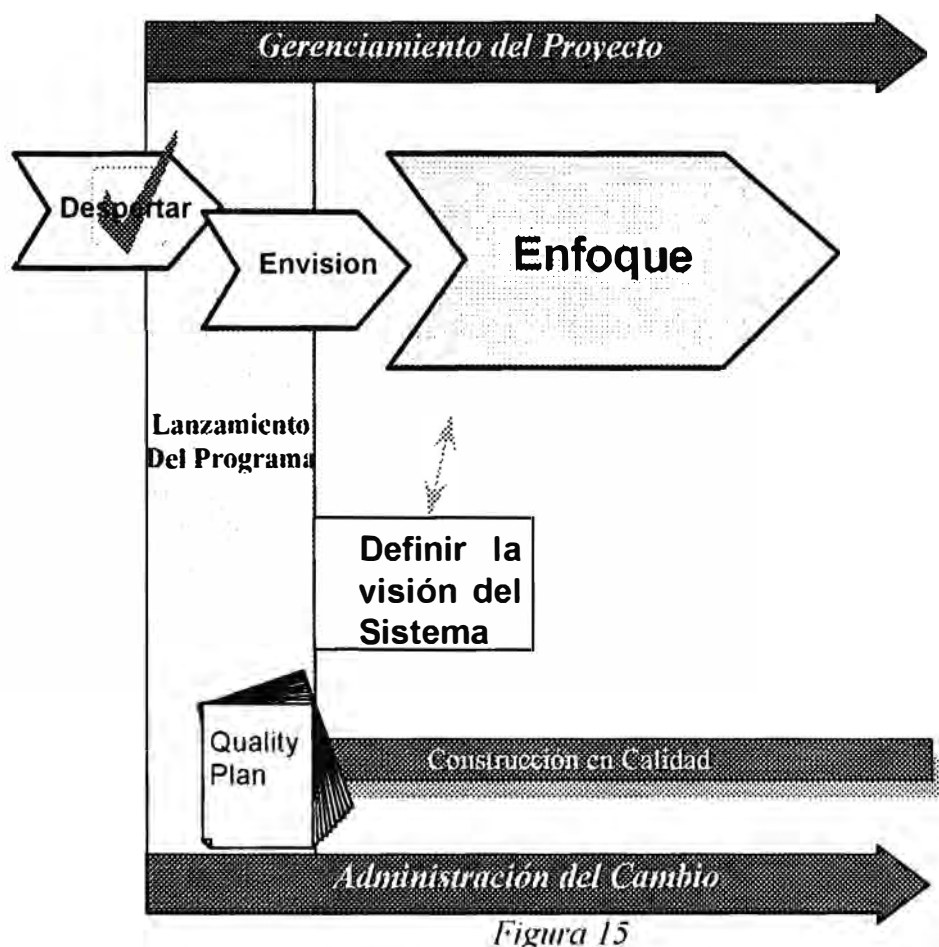 Gerenciamiento del Proyecto
Despertar
Envision
Enfoque
Lanzamiento
Del Programa
Definir la
visión del
Sistema
Quality
Plan
Construcción en Calidad
Administración del Cambio
Figura 15